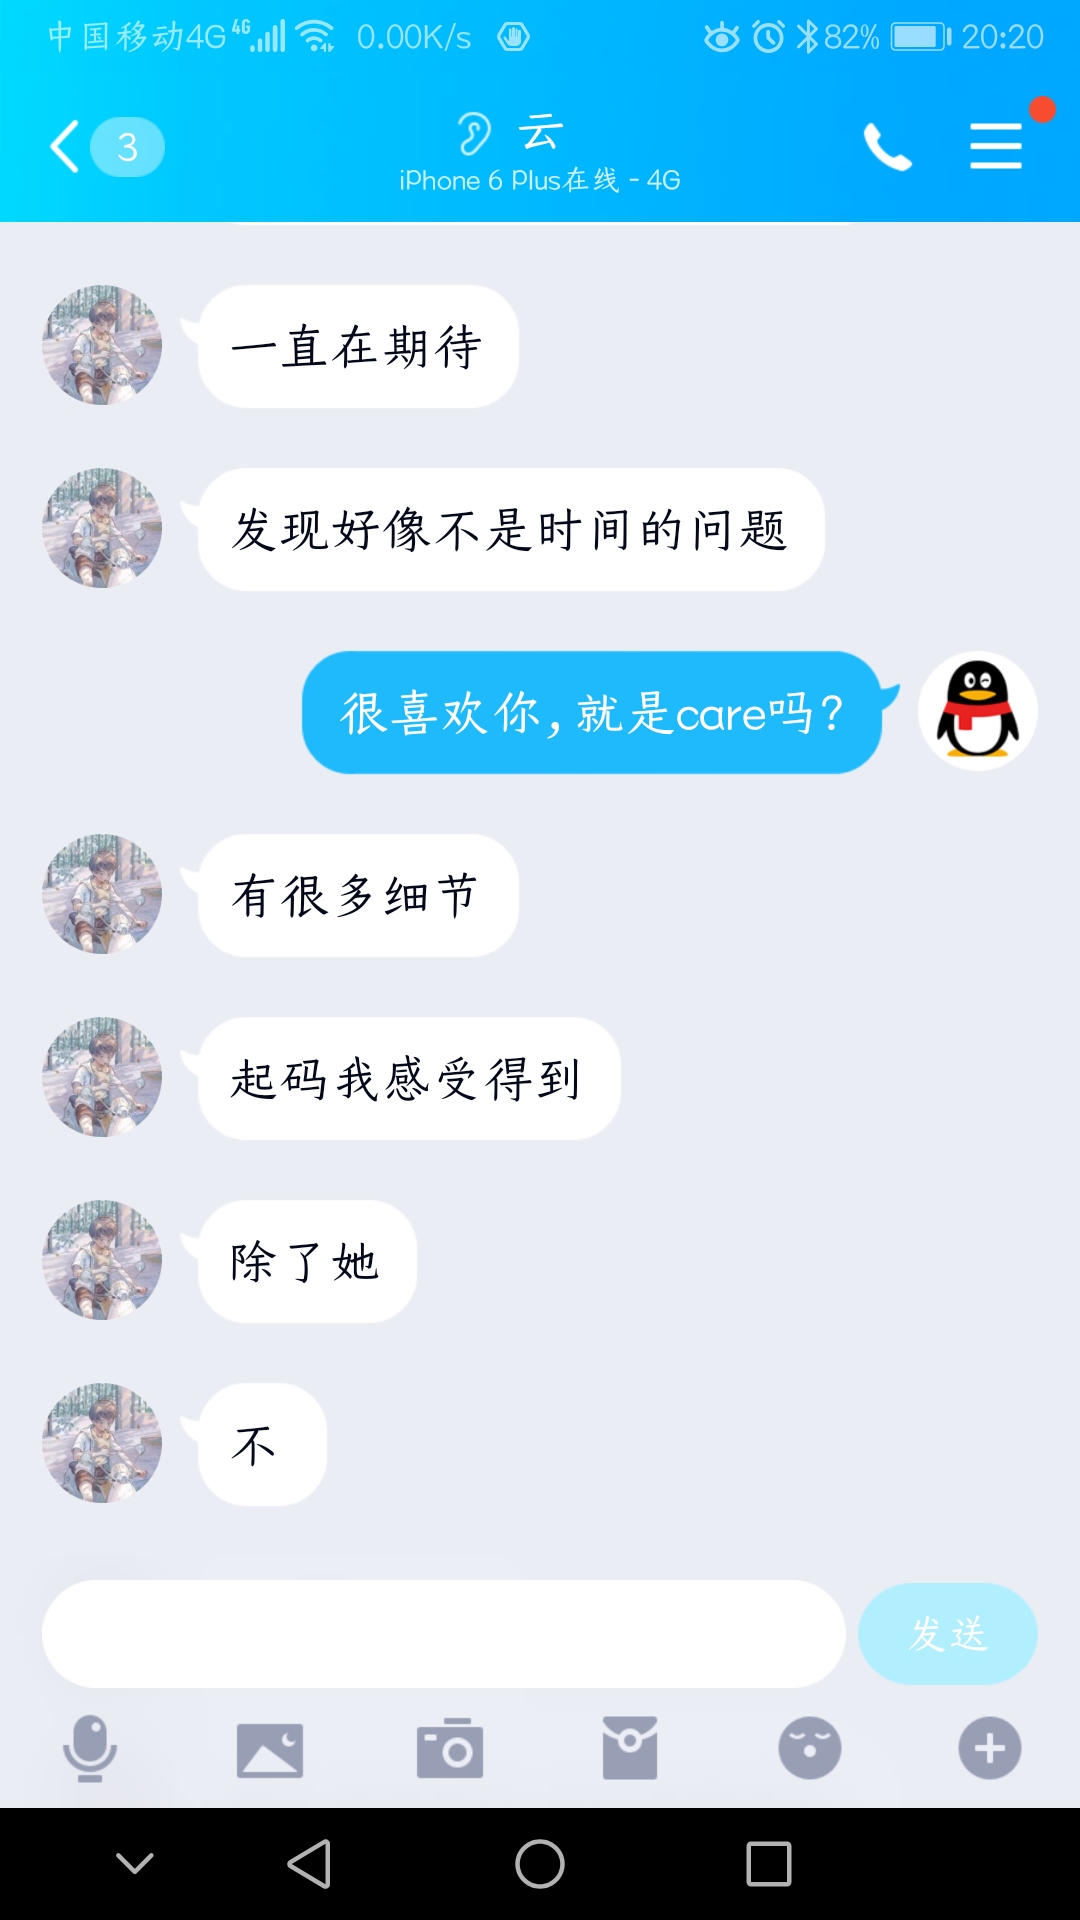 中国移动4G 4G 0.00K/s 82% 20:20
3
云
iPhone 6 Plus在线 - 4G
一直在期待
发现好像不是时间的问题
很喜欢你,就是care吗?
有很多细节
起码我感受得到
除了她
不
发送